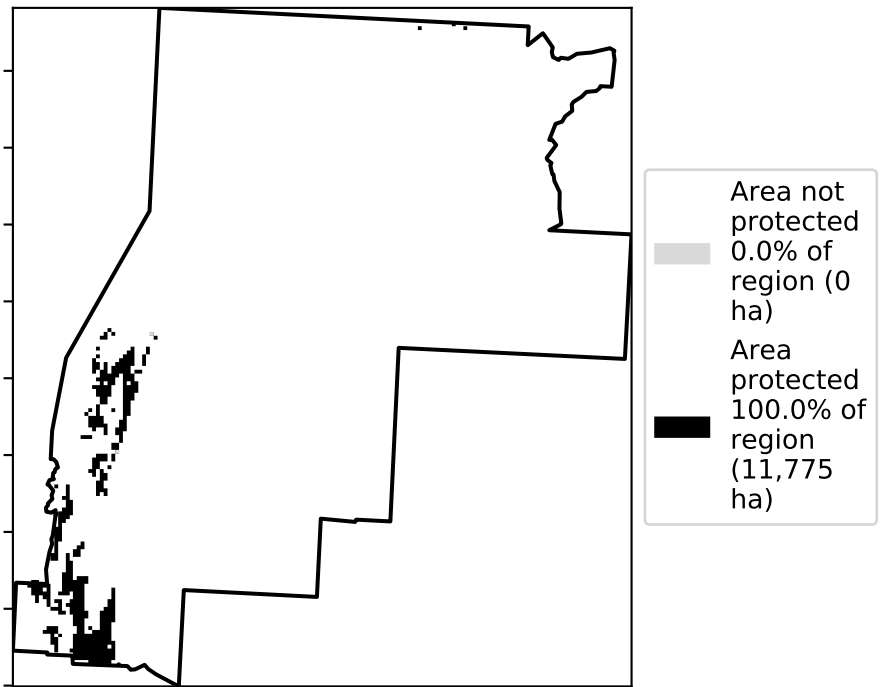 Area not
protected
0.0% of
region (0
ha)
Area
protected
100.0% of
region
(11,775
ha)